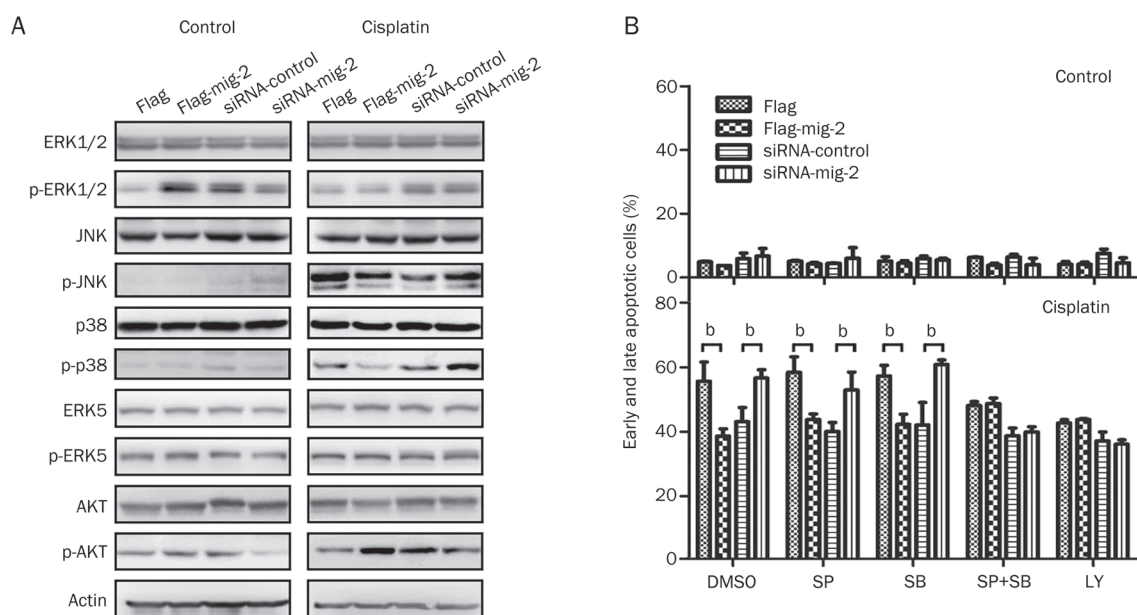 A
Control
Cisplatin
Flag
Flag-mig-2
siRNA-control
siRNA-mig-2
Flag
Flag-mig-2
siRNA-control
siRNA-mig-2
ERK1/2
p-ERK1/2
JNK
p-JNK
p38
p-p38
ERK5
p-ERK5
AKT
p-AKT
Actin
B
Control
Flag
Flag-mig-2
siRNA-control
siRNA-mig-2
Early and late apoptotic cells (%)
60
40
20
0
Cisplatin
80
60
40
20
0
b b b b b b
DMSO SP SB SP+SB LY